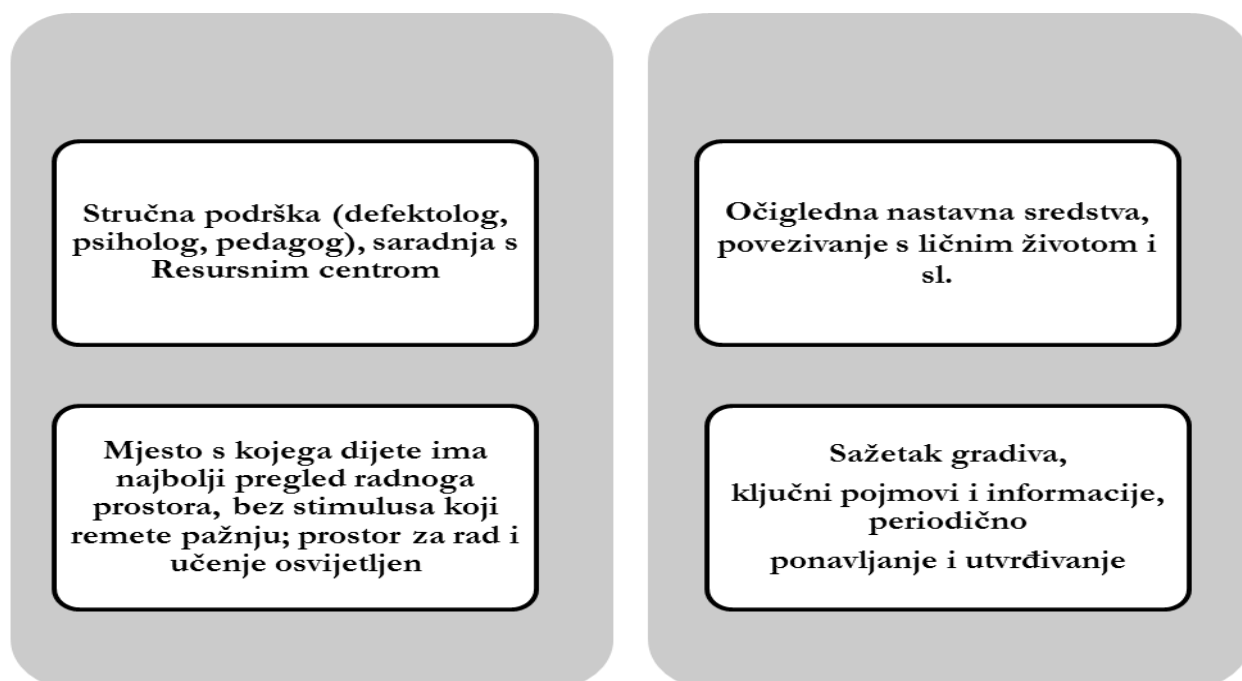 Stručna podrška (defektolog,
psiholog, pedagog), saradnja s
Resursnim centrom
Mjesto s kojega dijete ima
najbolji pregled radnoga
prostora, bez stimulusa koji
remete pažnju; prostor za rad i
učenje osvijetljen
Očigledna nastavna sredstva,
povezivanje s ličnim životom i
sl.
Sažetak gradiva,
ključni pojmovi i informacije,
periodično
ponavljanje i utvrđivanje